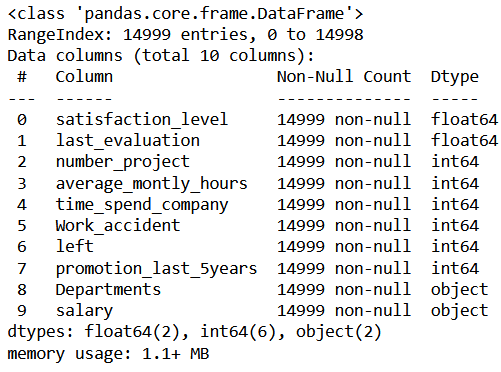 <class 'pandas.core.frame.DataFrame'>
RangeIndex: 14999 entries, 0 to 14998
Data columns (total 10 columns):
 #   Column                 Non-Null Count  Dtype
---  ------                 --------------  -----
 0   satisfaction_level     14999 non-null  float64
 1   last_evaluation        14999 non-null  float64
 2   number_project         14999 non-null  int64
 3   average_montly_hours   14999 non-null  int64
 4   time_spend_company     14999 non-null  int64
 5   Work_accident          14999 non-null  int64
 6   left                   14999 non-null  int64
 7   promotion_last_5years  14999 non-null  int64
 8   Departments            14999 non-null  object
 9   salary                 14999 non-null  object
dtypes: float64(2), int64(6), object(2)
memory usage: 1.1+ MB